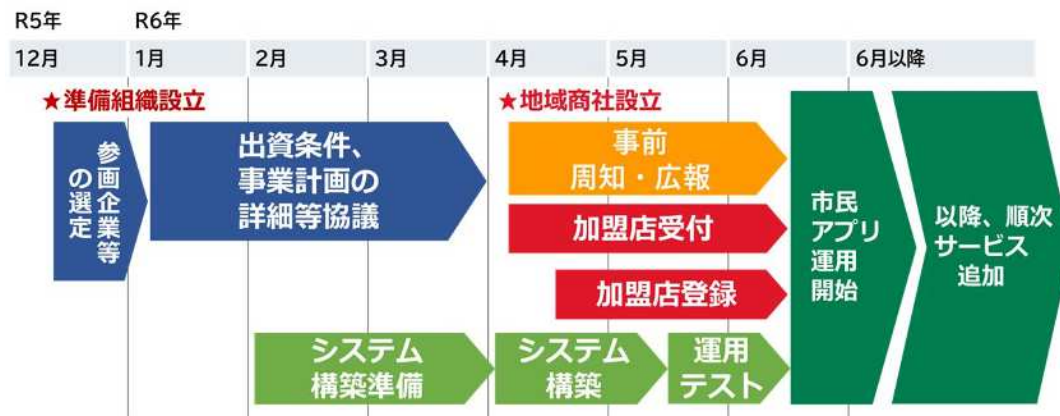 R5年 R6年
12月 1月 2月 3月 4月 5月 6月 6月以降
★準備組織設立
★地域商社設立
参画企業等
の選定
出資条件、
事業計画の
詳細等協議
事前
周知・広報
加盟店受付
加盟店登録
システム
構築準備
システム
構築
運用
テスト
市民
アプリ
運用
開始
以降、順次
サービス
追加